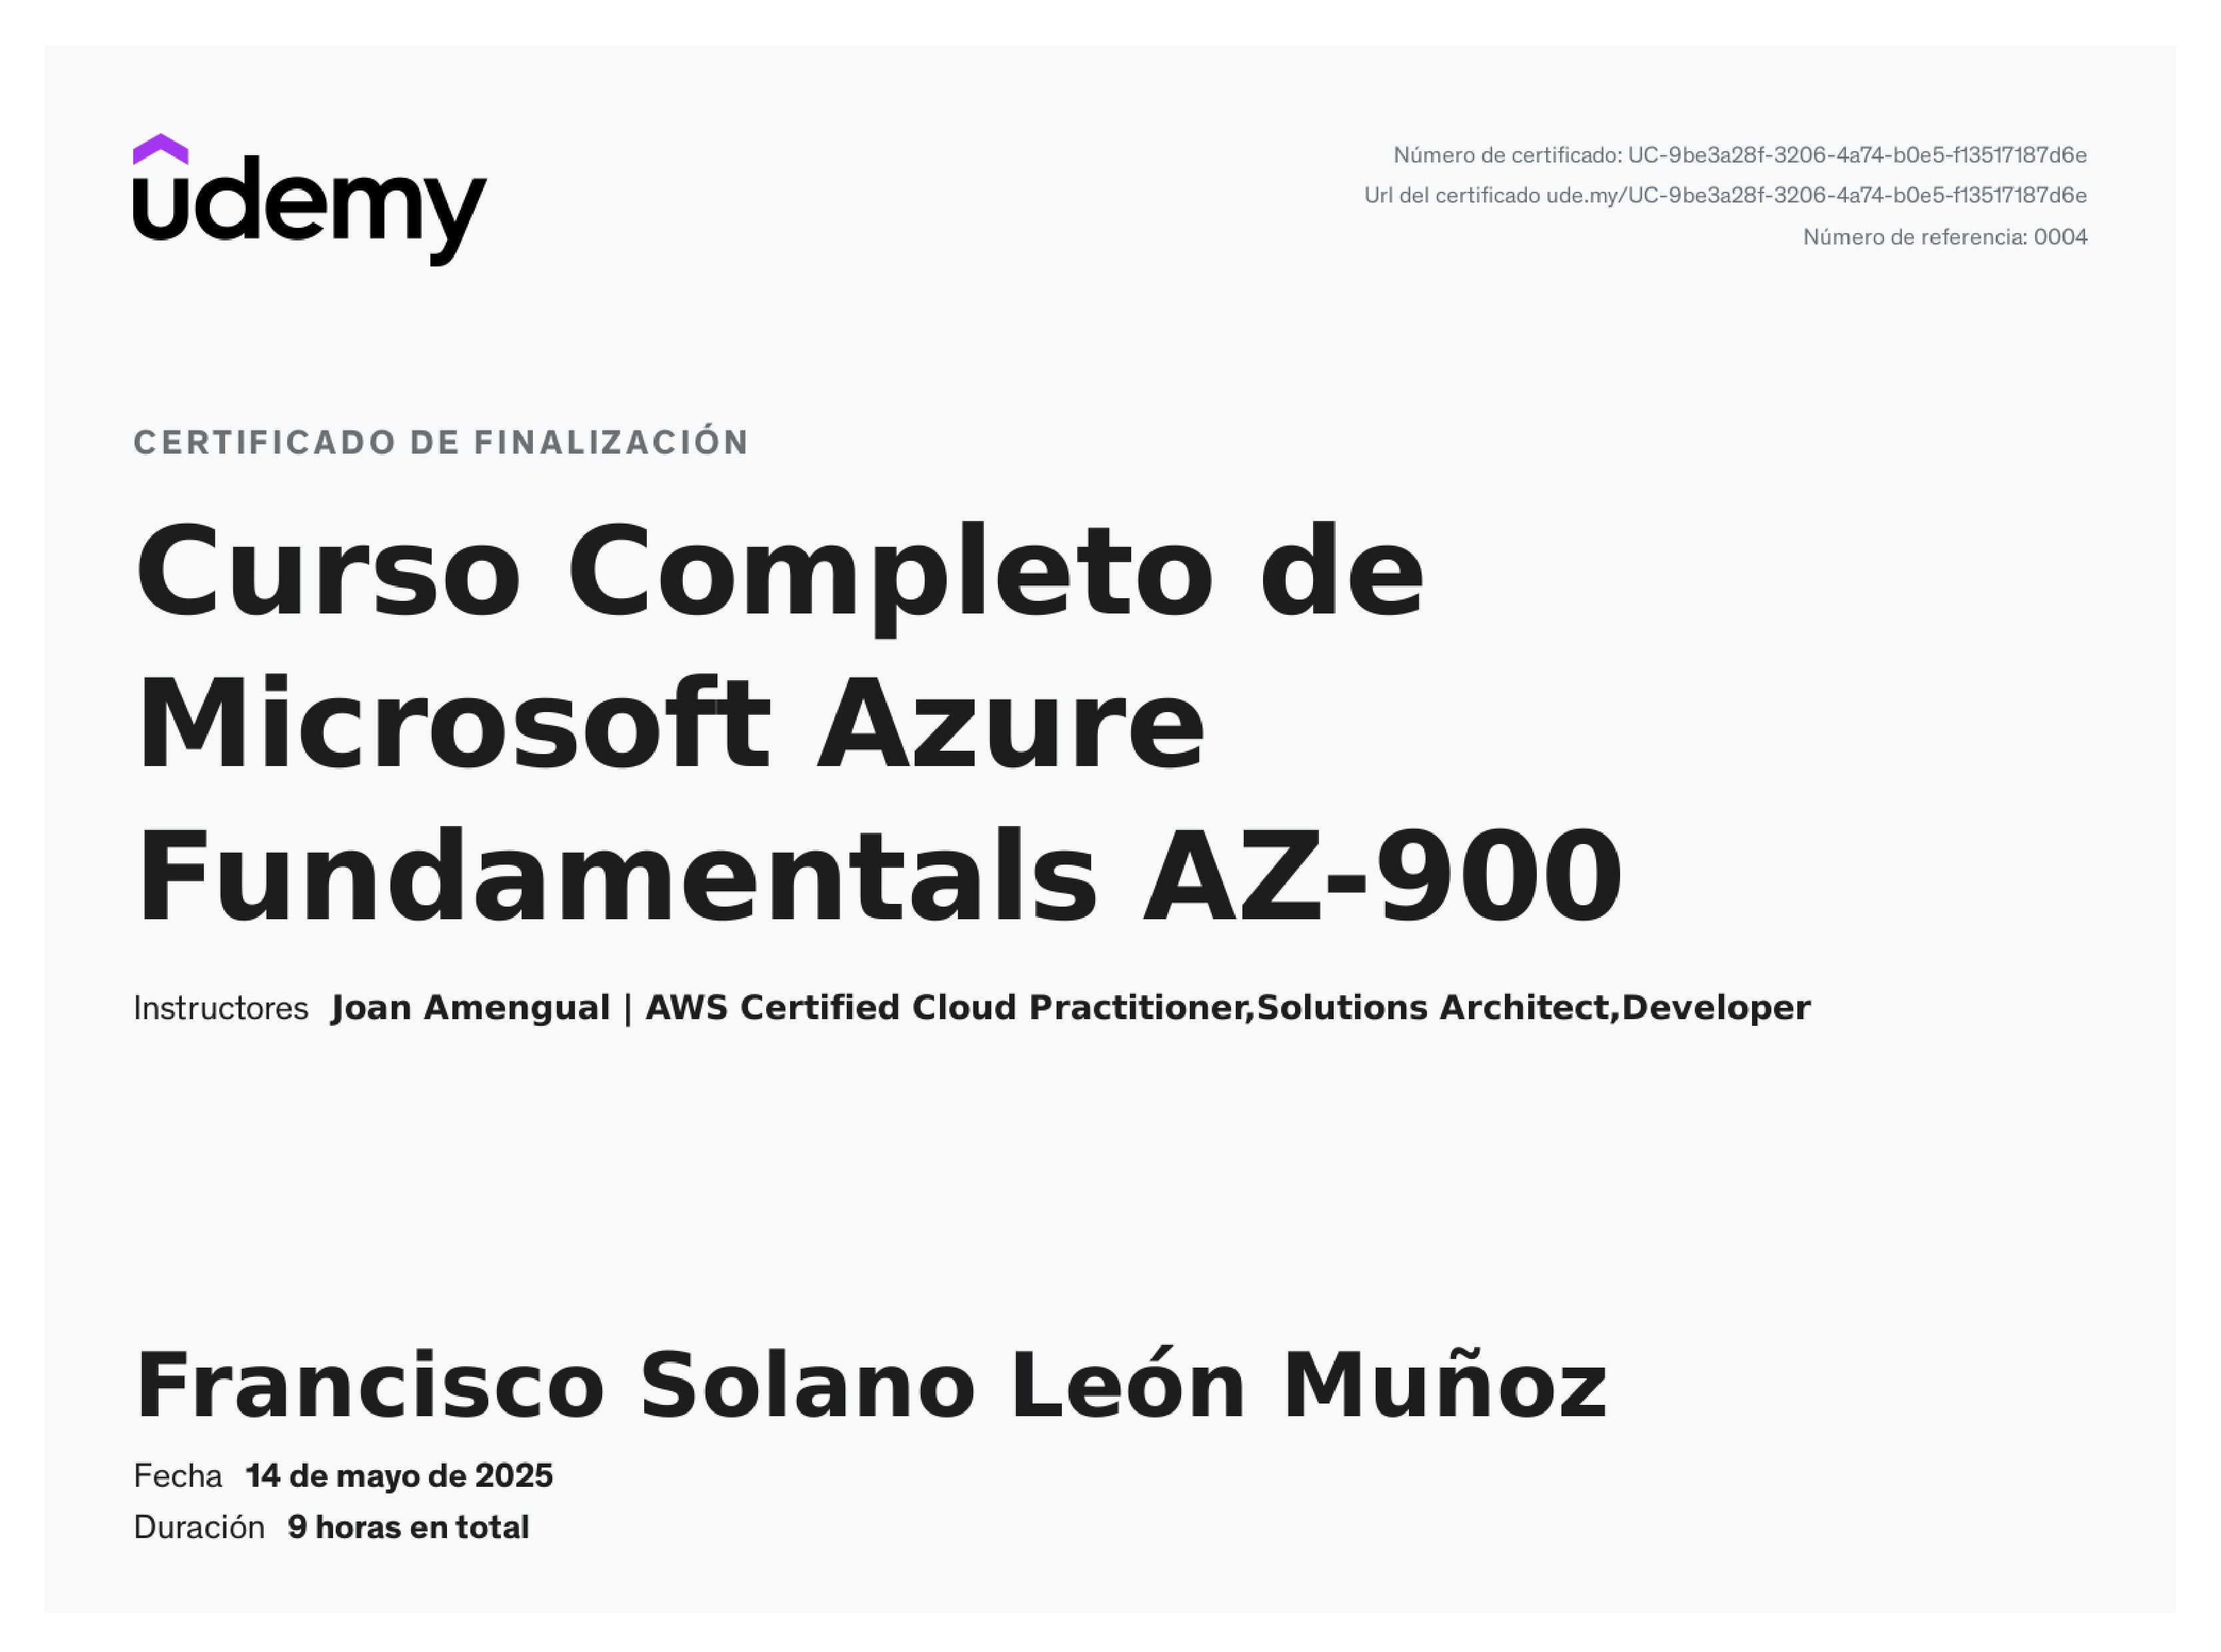 udemy
Número de certificado: UC-9be3a28f-3206-4a74-b0e5-f13517187d6e
Url del certificado ude.my/UC-9be3a28f-3206-4a74-b0e5-f13517187d6e
Número de referencia: 0004
CERTIFICADO DE FINALIZACIÓN
Curso Completo de
Microsoft Azure
Fundamentals AZ-900
Instructores Joan Amengual | AWS Certified Cloud Practitioner,Solutions Architect,Developer
Francisco Solano León Muñoz
Fecha 14 de mayo de 2025
Duración 9 horas en total